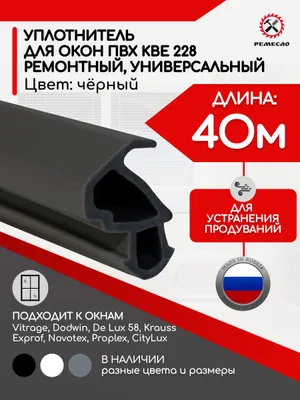 УПЛОТНИТЕЛЬ
ДЛЯ ОКОН ПВХ KBE 228
РЕМОНТНЫЙ, УНИВЕРСАЛЬНЫЙ
Цвет: чёрный
РЕМЕСЛО
ДЛИНА:
40м
ДЛЯ
УСТРАНЕНИЯ
ПРОДУВАНИЙ
MADE IN RUSSIA
ПОДХОДИТ К ОКНАМ
Vitrage, Dodwin, De Lux 58, Krauss
Exprof, Novotex, Proplex, CityLux
В НАЛИЧИИ
разные цвета и размеры